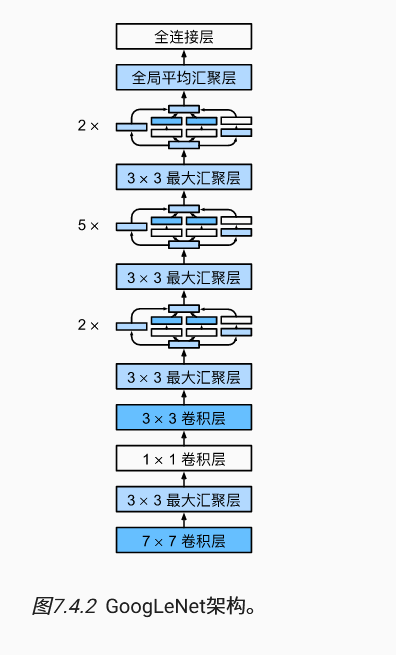 全连接层
全局平均汇聚层
2 ×
3 × 3 最大汇聚层
5 ×
3 × 3 最大汇聚层
2 ×
3 × 3 最大汇聚层
3 × 3 卷积层
1 × 1 卷积层
3 × 3 最大汇聚层
7 × 7 卷积层
图7.4.2 GoogLeNet架构。